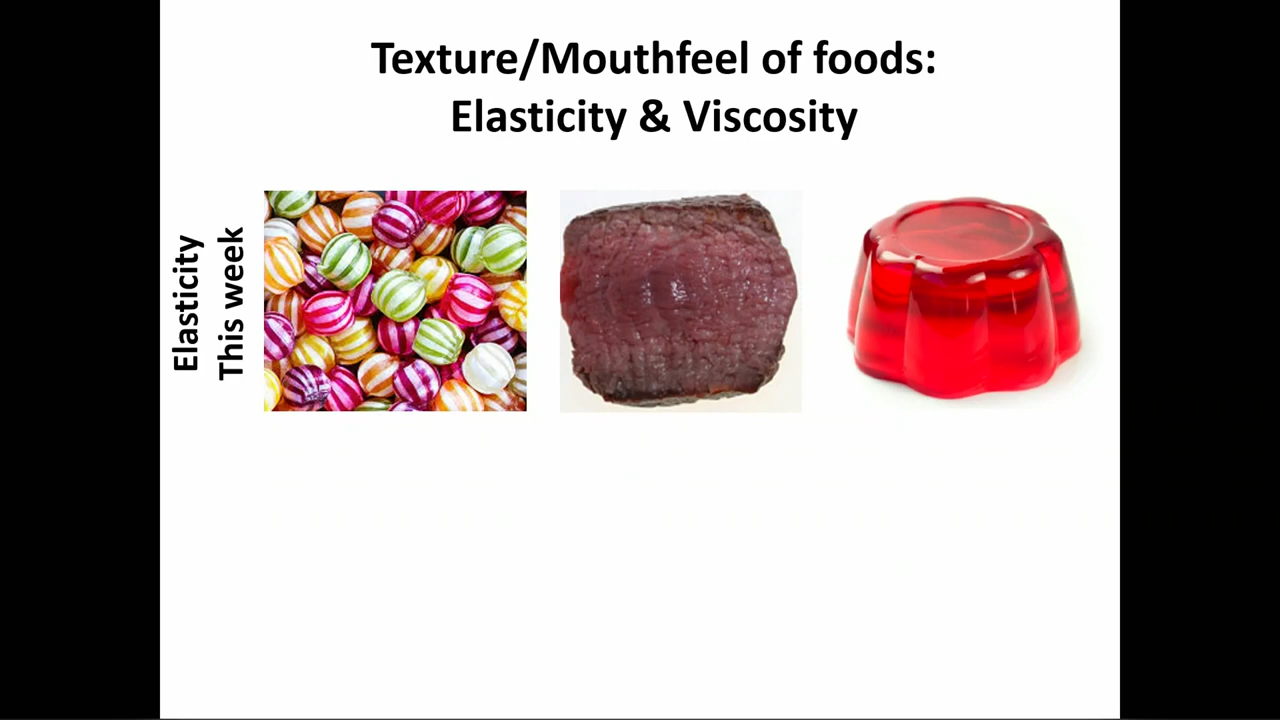 Texture/Mouthfeel of foods:
Elasticity & Viscosity
Elasticity
This week